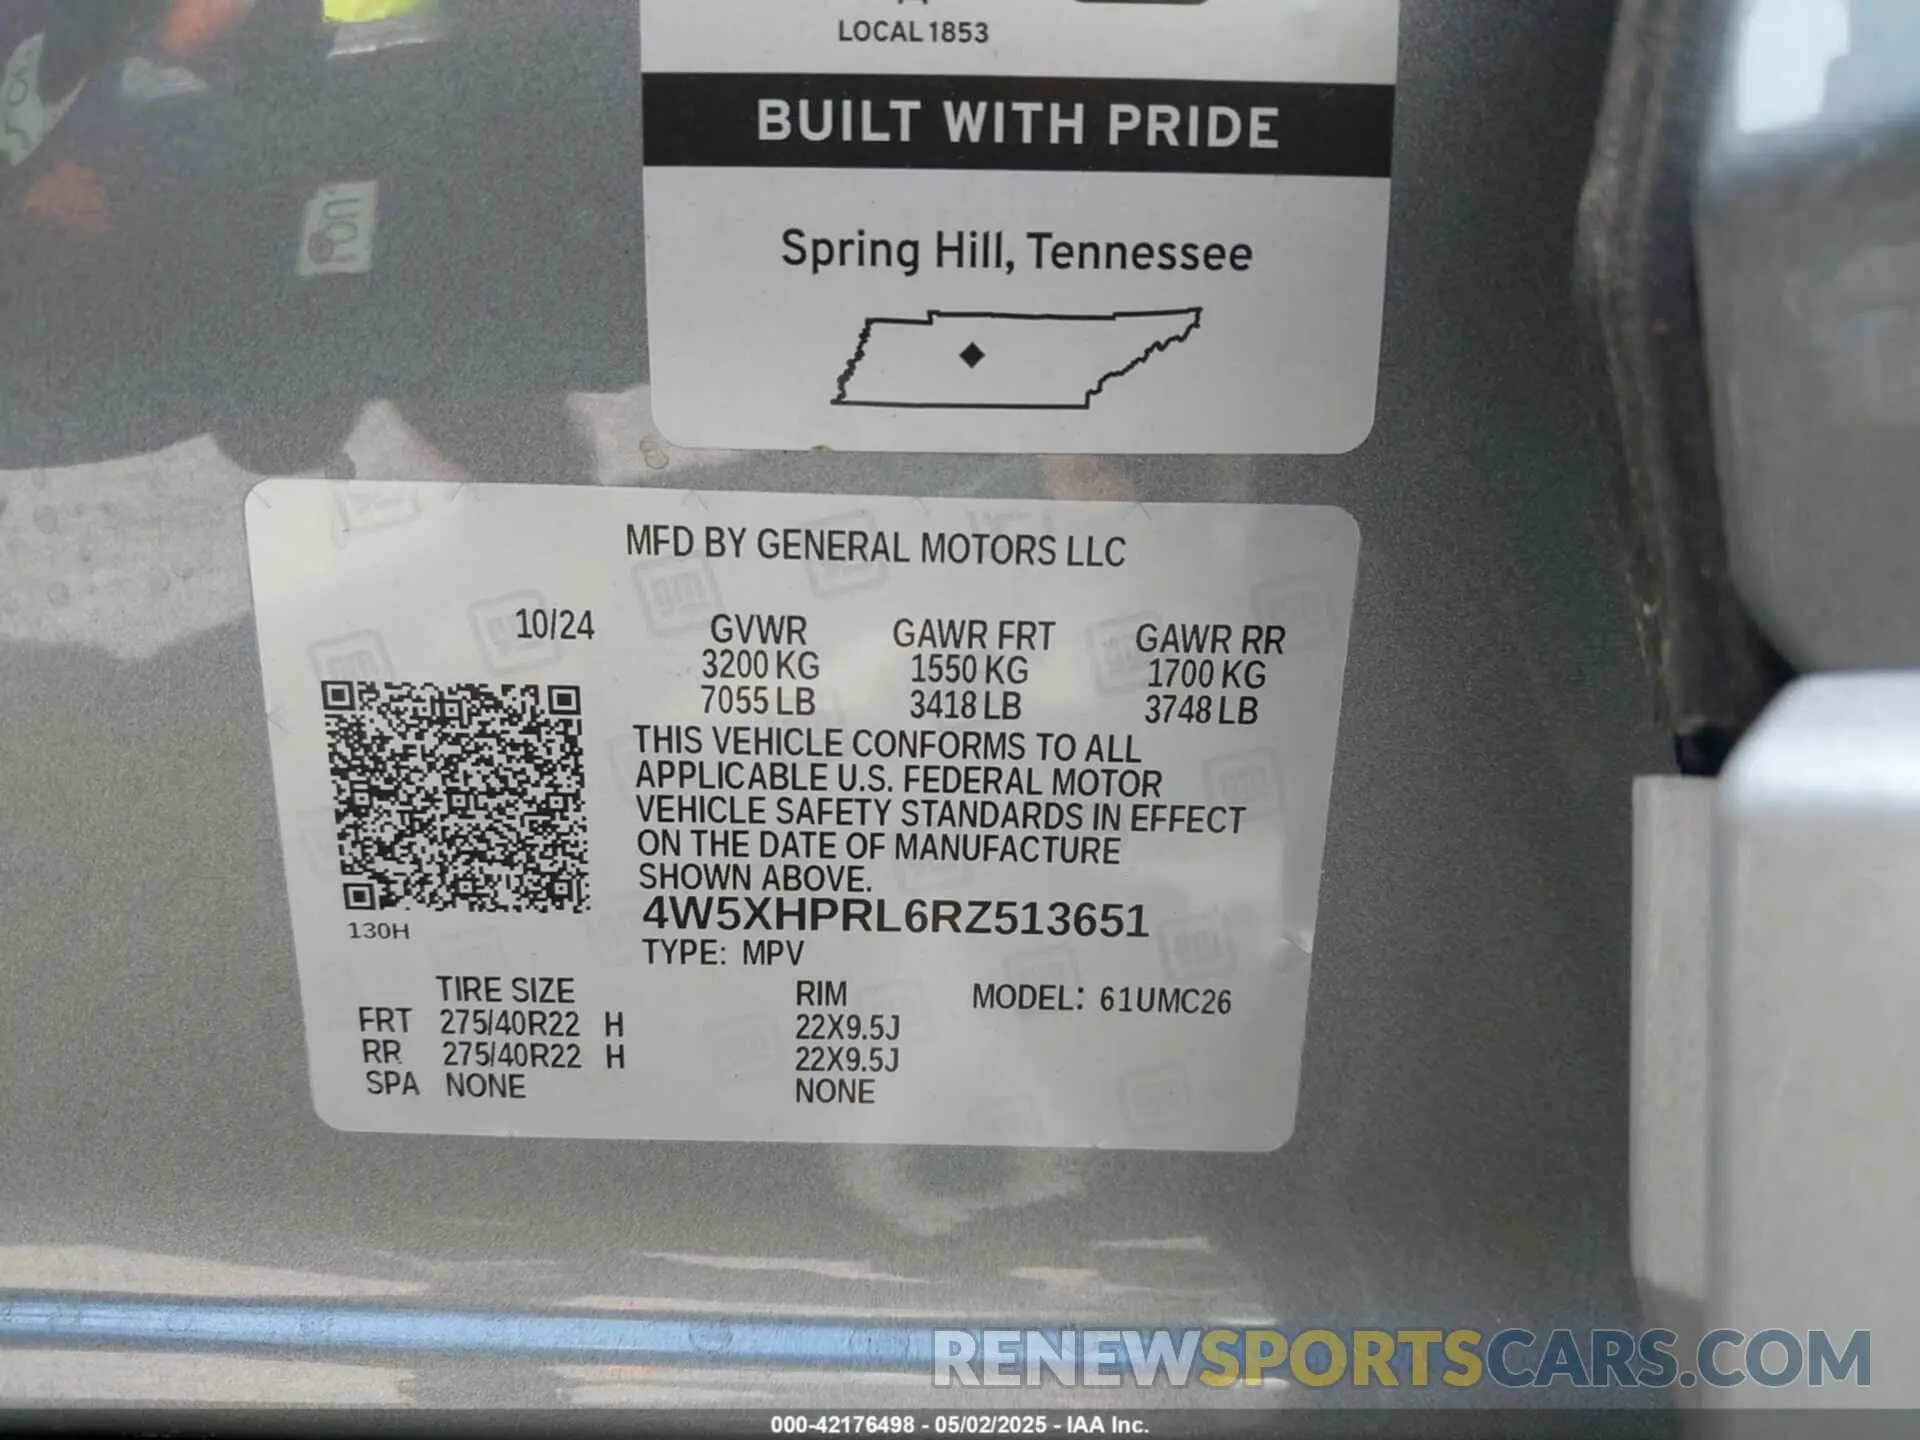 LOCAL 1853
BUILT WITH PRIDE
Spring Hill, Tennessee
MFD BY GENERAL MOTORS LLC
10/24 GVWR GAWR FRT GAWR RR
3200 KG 1550 KG 1700 KG
7055 LB 3418 LB 3748 LB
THIS VEHICLE CONFORMS TO ALL
APPLICABLE U.S. FEDERAL MOTOR
VEHICLE SAFETY STANDARDS IN EFFECT
ON THE DATE OF MANUFACTURE
SHOWN ABOVE.
4W5XHPRL6RZ513651
130H
TYPE: MPV
TIRE SIZE RIM MODEL: 61UMC26
FRT 275/40R22 H 22X9.5J
RR 275/40R22 H 22X9.5J
SPA NONE NONE
RENEWSPORTSCARS.COM
000-42176498 - 05/02/2025 - IAA Inc.